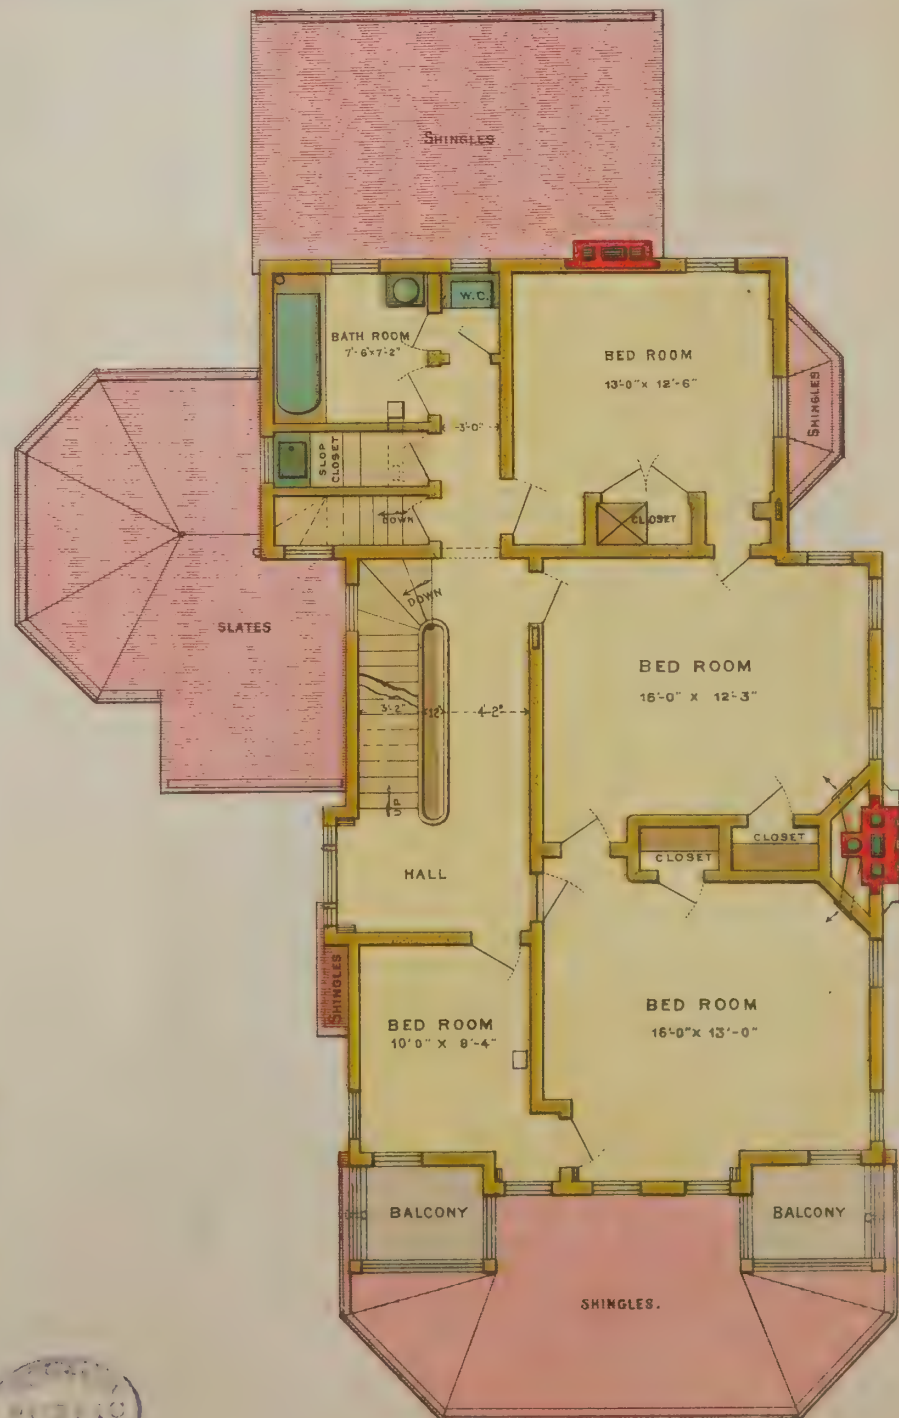 SHINGLES
W.C.
BATH ROOM
7'-6"x7'-2"
BED ROOM
13'-0" x 12'-6"
SHINGLES
3'-0"
SLOP
CLOSET
CLOSET
DOWN
DOWN
SLATES
BED ROOM
16'-0" X 12'-3"
3'-2"
12"
4'-2"
UP
CLOSET
CLOSET
HALL
SHINGLES
BED ROOM
10'0" X 8'-4"
BED ROOM
16'-0" X 13'-0"
BALCONY
BALCONY
SHINGLES.